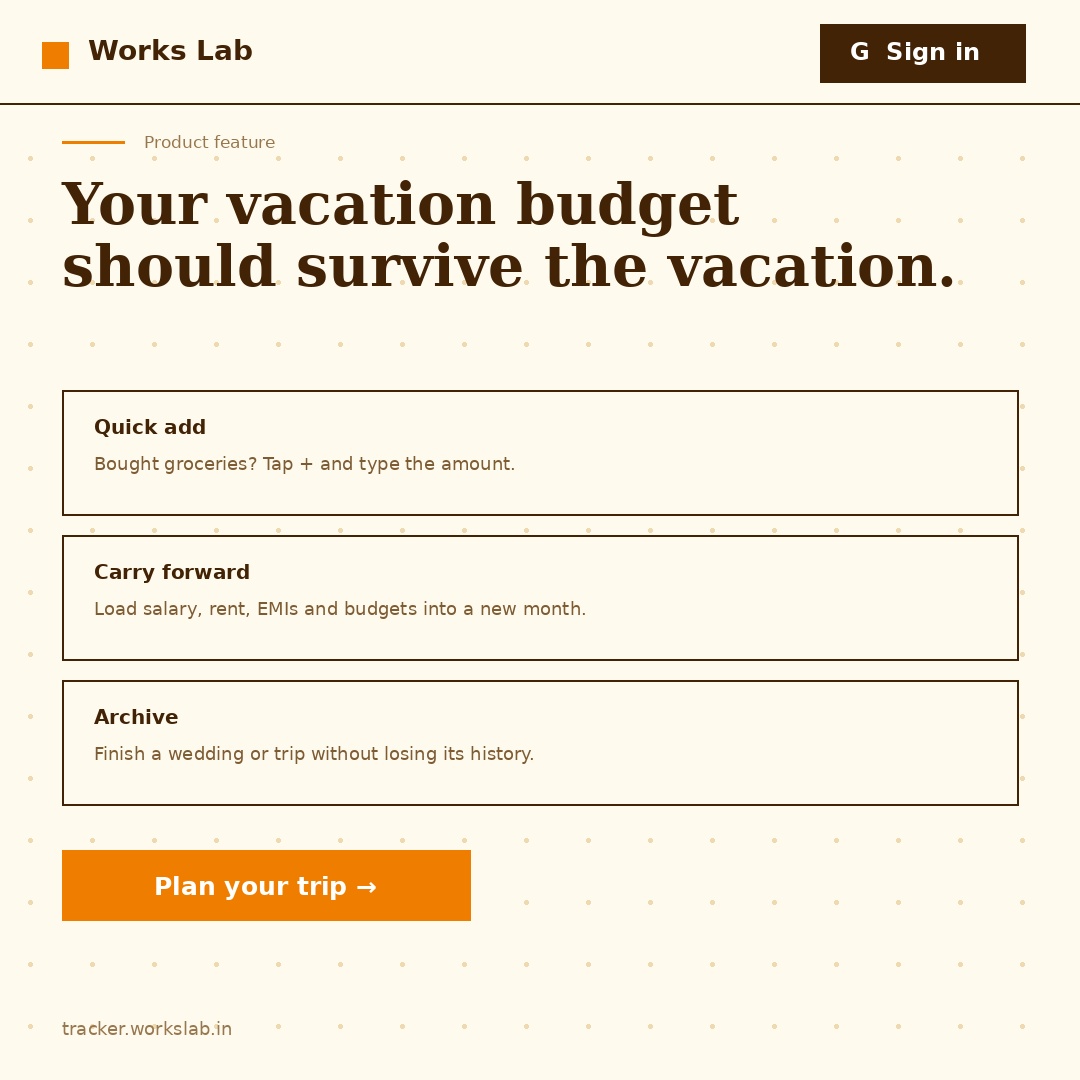 Works Lab
G Sign in
Product feature
Your vacation budget
should survive the vacation.
Quick add
Bought groceries? Tap + and type the amount.
Carry forward
Load salary, rent, EMIs and budgets into a new month.
Archive
Finish a wedding or trip without losing its history.
Plan your trip →
tracker.workslab.in